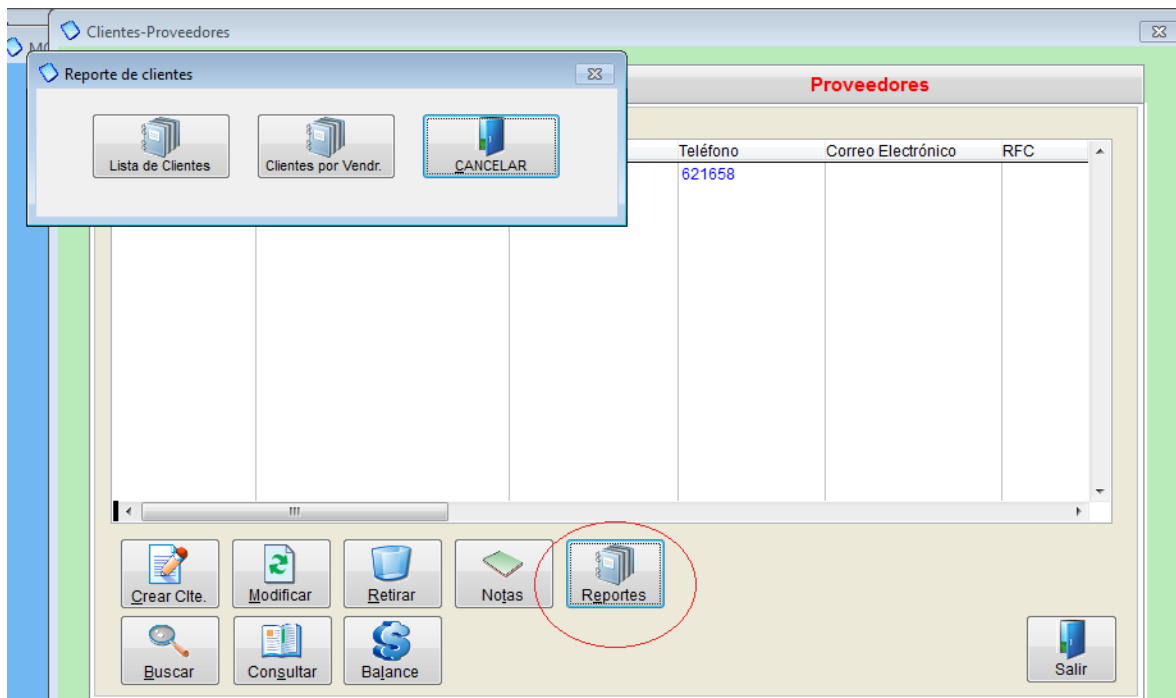 Clientes-Proveedores
Reporte de clientes
Lista de Clientes
Clientes por Vendr.
CANCELAR
Proveedores
Teléfono
Correo Electrónico
RFC
621658
Crear Clte.
Modificar
Retirar
Notas
Reportes
Buscar
Consultar
Balance
Salir